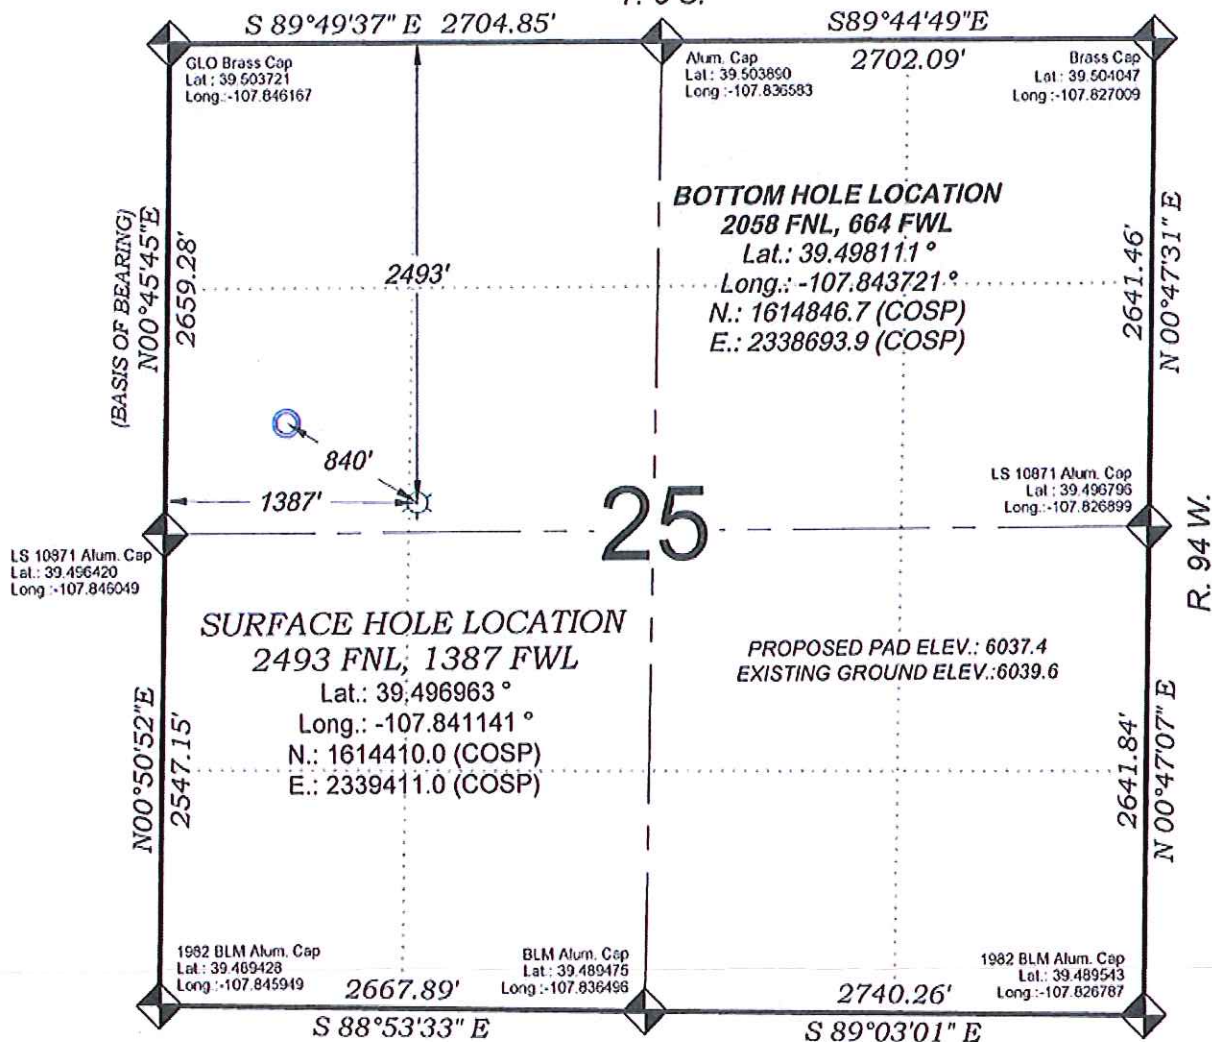 S 89°49'37" E 2704.85'
S89°44'49"E
2702.09'
GLO Brass Cap
Lat : 39.503721
Long.:-107.846167
Alum. Cap
Lat : 39.503890
Long :-107.836583
Brass Cap
Lat : 39.504047
Long :-107.827009
BOTTOM HOLE LOCATION
2058 FNL, 664 FWL
Lat.: 39.498111 °
Long.: -107.843721 °
N.: 1614846.7 (COSP)
E.: 2338693.9 (COSP)
(BASIS OF BEARING)
N00°45'45"E
2659.28'
2493'
2641.46'
N 00°47'31" E
840'
1387'
25
LS 10871 Alum. Cap
Lat : 39.496796
Long.:-107.826899
R. 94 W.
LS 10871 Alum. Cap
Lat.: 39.496420
Long :-107.846049
SURFACE HOLE LOCATION
2493 FNL, 1387 FWL
Lat.: 39.496963 °
Long.: -107.841141 °
N.: 1614410.0 (COSP)
E.: 2339411.0 (COSP)
PROPOSED PAD ELEV.: 6037.4
EXISTING GROUND ELEV.:6039.6
N00°50'52"E
2547.15'
2641.84'
N 00°47'07" E
1982 BLM Alum. Cap
Lat.: 39.489428
Long.:-107.845949
BLM Alum. Cap
Lat : 39.489475
Long.:-107.836496
1982 BLM Alum. Cap
Lat.: 39.489543
Long.:-107.826787
2667.89'
S 88°53'33" E
2740.26'
S 89°03'01" E